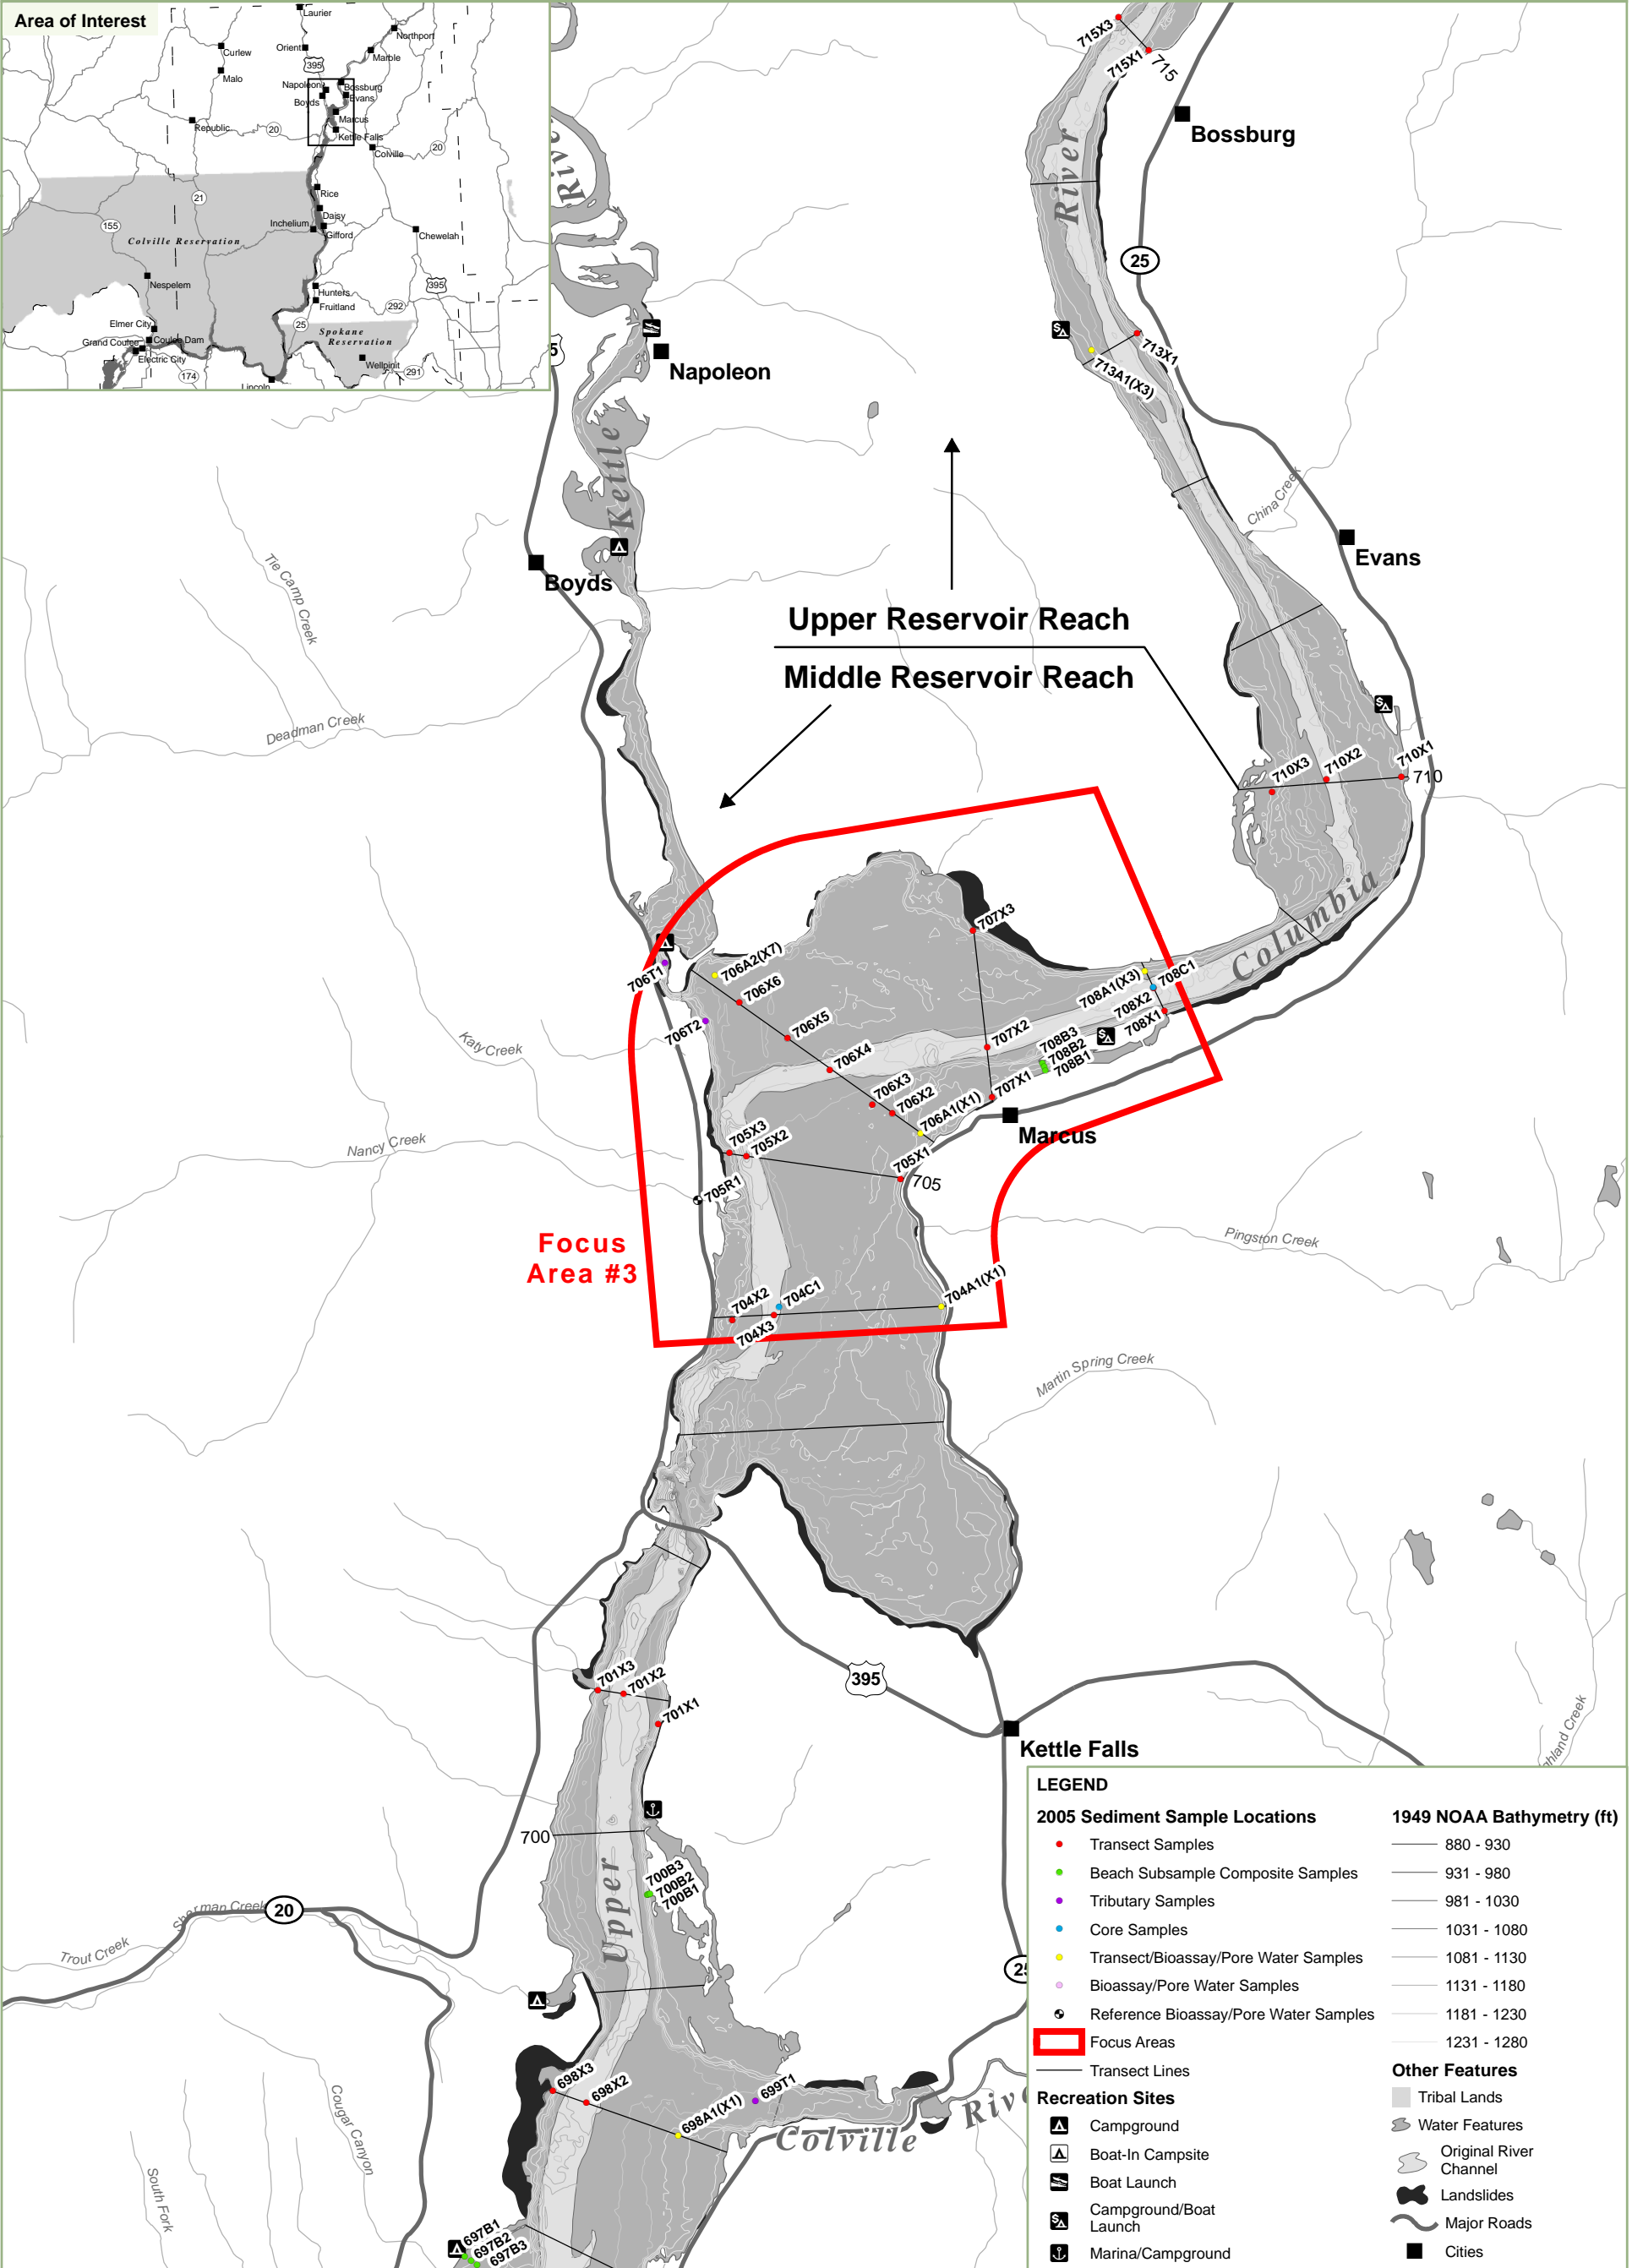 Area of Interest
Laurier
Northport
Orient
Curlew
Marble
395
Malo
Napoleon
Bossburg
Boyds
Evans
Marcus
Republic
20
Kettle Falls
Colville
20
Rice
21
Daisy
155
Inchelium
Gifford
Chewelah
Colville Reservation
Nespelem
395
Hunters
Fruitland
292
25
Elmer City
Spokane
Reservation
Grand Coulee
Coulee Dam
Electric City
Wellpinit
174
291
Lincoln
715X3
715X1
715
Bossburg
River
25
Napoleon
713X1
713A1(X3)
Kettle
China Creek
Evans
Tie Camp Creek
Boyds
Upper Reservoir Reach
Middle Reservoir Reach
Deadman Creek
710X3
710X2
710X1
710
Columbia
707X3
706T1
706A2(X7)
706X6
708A1(X3)
708C1
708X2
708X1
706T2
706X5
707X2
708B3
708B2
708B1
Katy Creek
706X4
706X3
706X2
707X1
706A1(X1)
Marcus
Nancy Creek
705X3
705X2
705X1
705
705R1
Focus
Area #3
Pingston Creek
704X2
704C1
704A1(X1)
704X3
Martin Spring Creek
701X3
701X2
701X1
395
Kettle Falls
700
Upper
700B3
700B2
700B1
Sherman Creek
20
Trout Creek
698X3
698X2
698A1(X1)
699T1
Colville
Cougar Canyon
South Fork
697B1
697B2
697B3
LEGEND
2005 Sediment Sample Locations
Transect Samples
Beach Subsample Composite Samples
Tributary Samples
Core Samples
Transect/Bioassay/Pore Water Samples
Bioassay/Pore Water Samples
Reference Bioassay/Pore Water Samples
Focus Areas
Transect Lines
Recreation Sites
Campground
Boat-In Campsite
Boat Launch
Campground/Boat
Launch
Marina/Campground
1949 NOAA Bathymetry (ft)
880 - 930
931 - 980
981 - 1030
1031 - 1080
1081 - 1130
1131 - 1180
1181 - 1230
1231 - 1280
Other Features
Tribal Lands
Water Features
Original River
Channel
Landslides
Major Roads
Cities